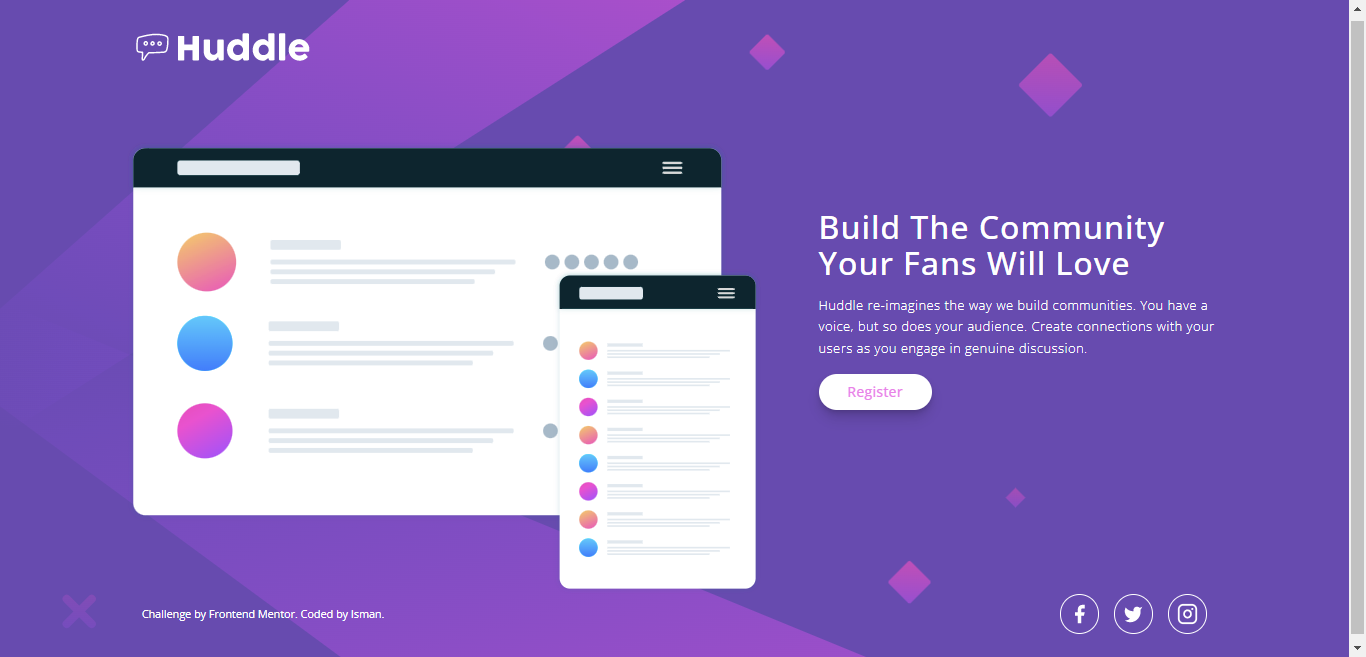 Huddle
Build The Community
Your Fans Will Love
Huddle re-imagines the way we build communities. You have a
voice, but so does your audience. Create connections with your
users as you engage in genuine discussion.
Register
Challenge by Frontend Mentor. Coded by Isman.